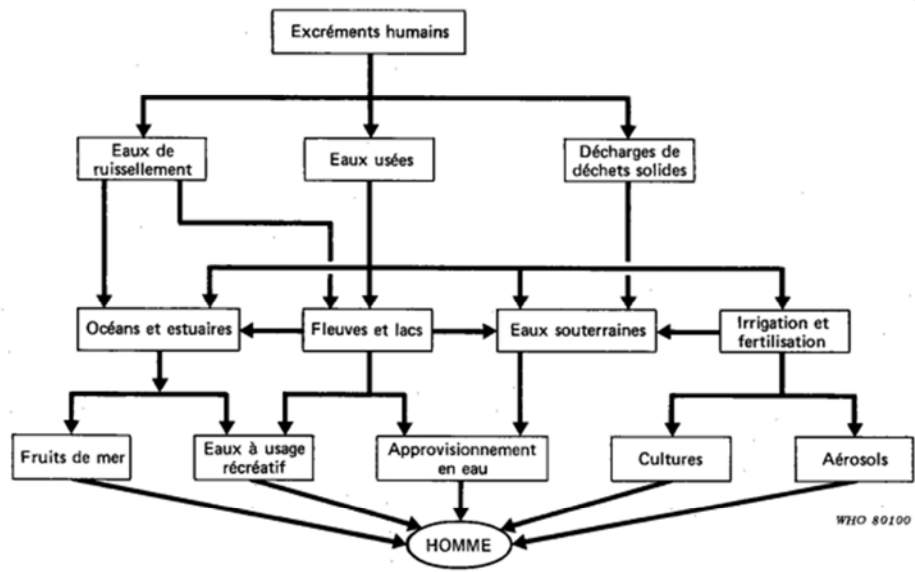 Excréments humains
Eaux de
ruissellement
Eaux usées
Décharges de
déchets solides
Océans et estuaires
Fleuves et lacs
Eaux souterraines
Irrigation et
fertilisation
Fruits de mer
Eaux à usage
récréatif
Approvisionnement
en eau
Cultures
Aérosols
WHO 80100
HOMME